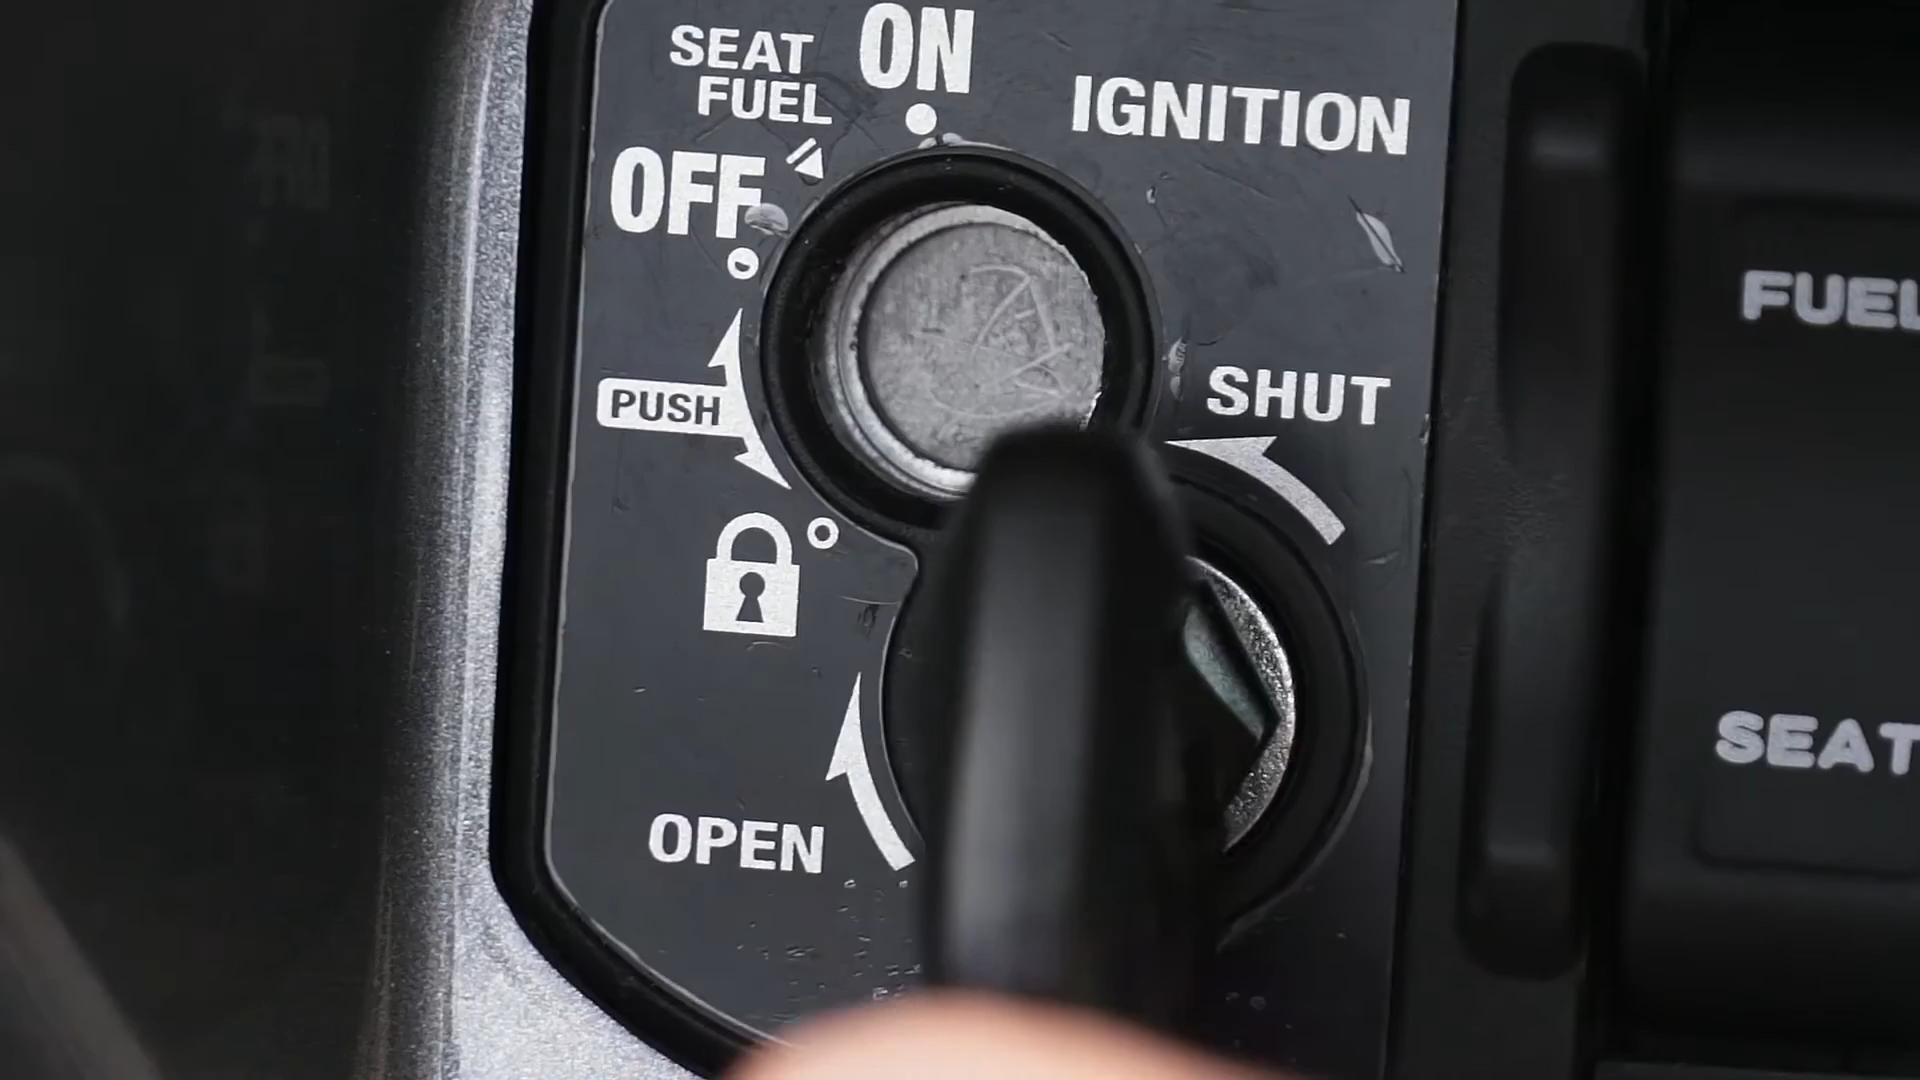 SEAT
FUEL
ON
IGNITION
OFF
PUSH
SHUT
OPEN
FUEL
SEAT